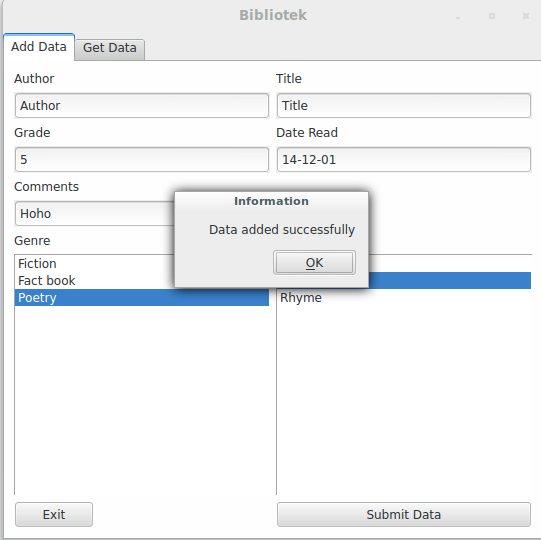 Bibliotek
Add Data Get Data
Author Title
Author Title
Grade Date Read
5 14-12-01
Comments
Hoho
Information
Data added successfully
OK
Genre
Fiction
Fact book
Poetry Rhyme
Exit Submit Data